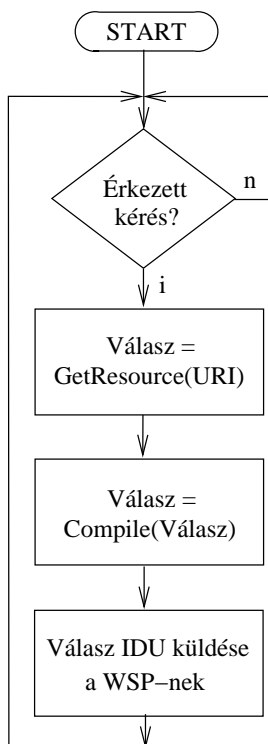 START
Érkezett
kérés?
n
i
Válasz =
GetResource(URI)
Válasz =
Compile(Válasz)
Válasz IDU küldése
a WSP−nek